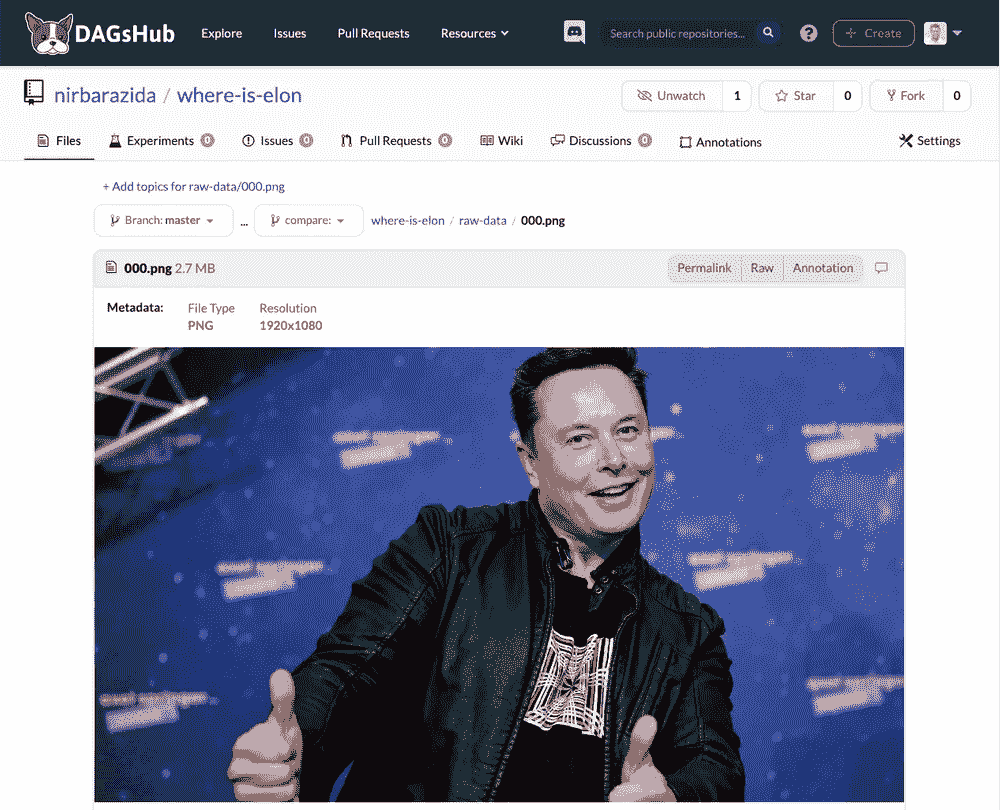 DAGsHub Explore Issues Pull Requests Resources Search public repositories... ? Create
nirbarazida / where-is-elon Unwatch 1 Star 0 Fork 0
Files Experiments 0 Issues 0 Pull Requests 0 Wiki Discussions 0 Annotations Settings
+ Add topics for raw-data/000.png
Branch: master ... compare: where-is-elon / raw-data / 000.png
000.png 2.7 MB Permalink Raw Annotation
Metadata: File Type Resolution
PNG 1920x1080